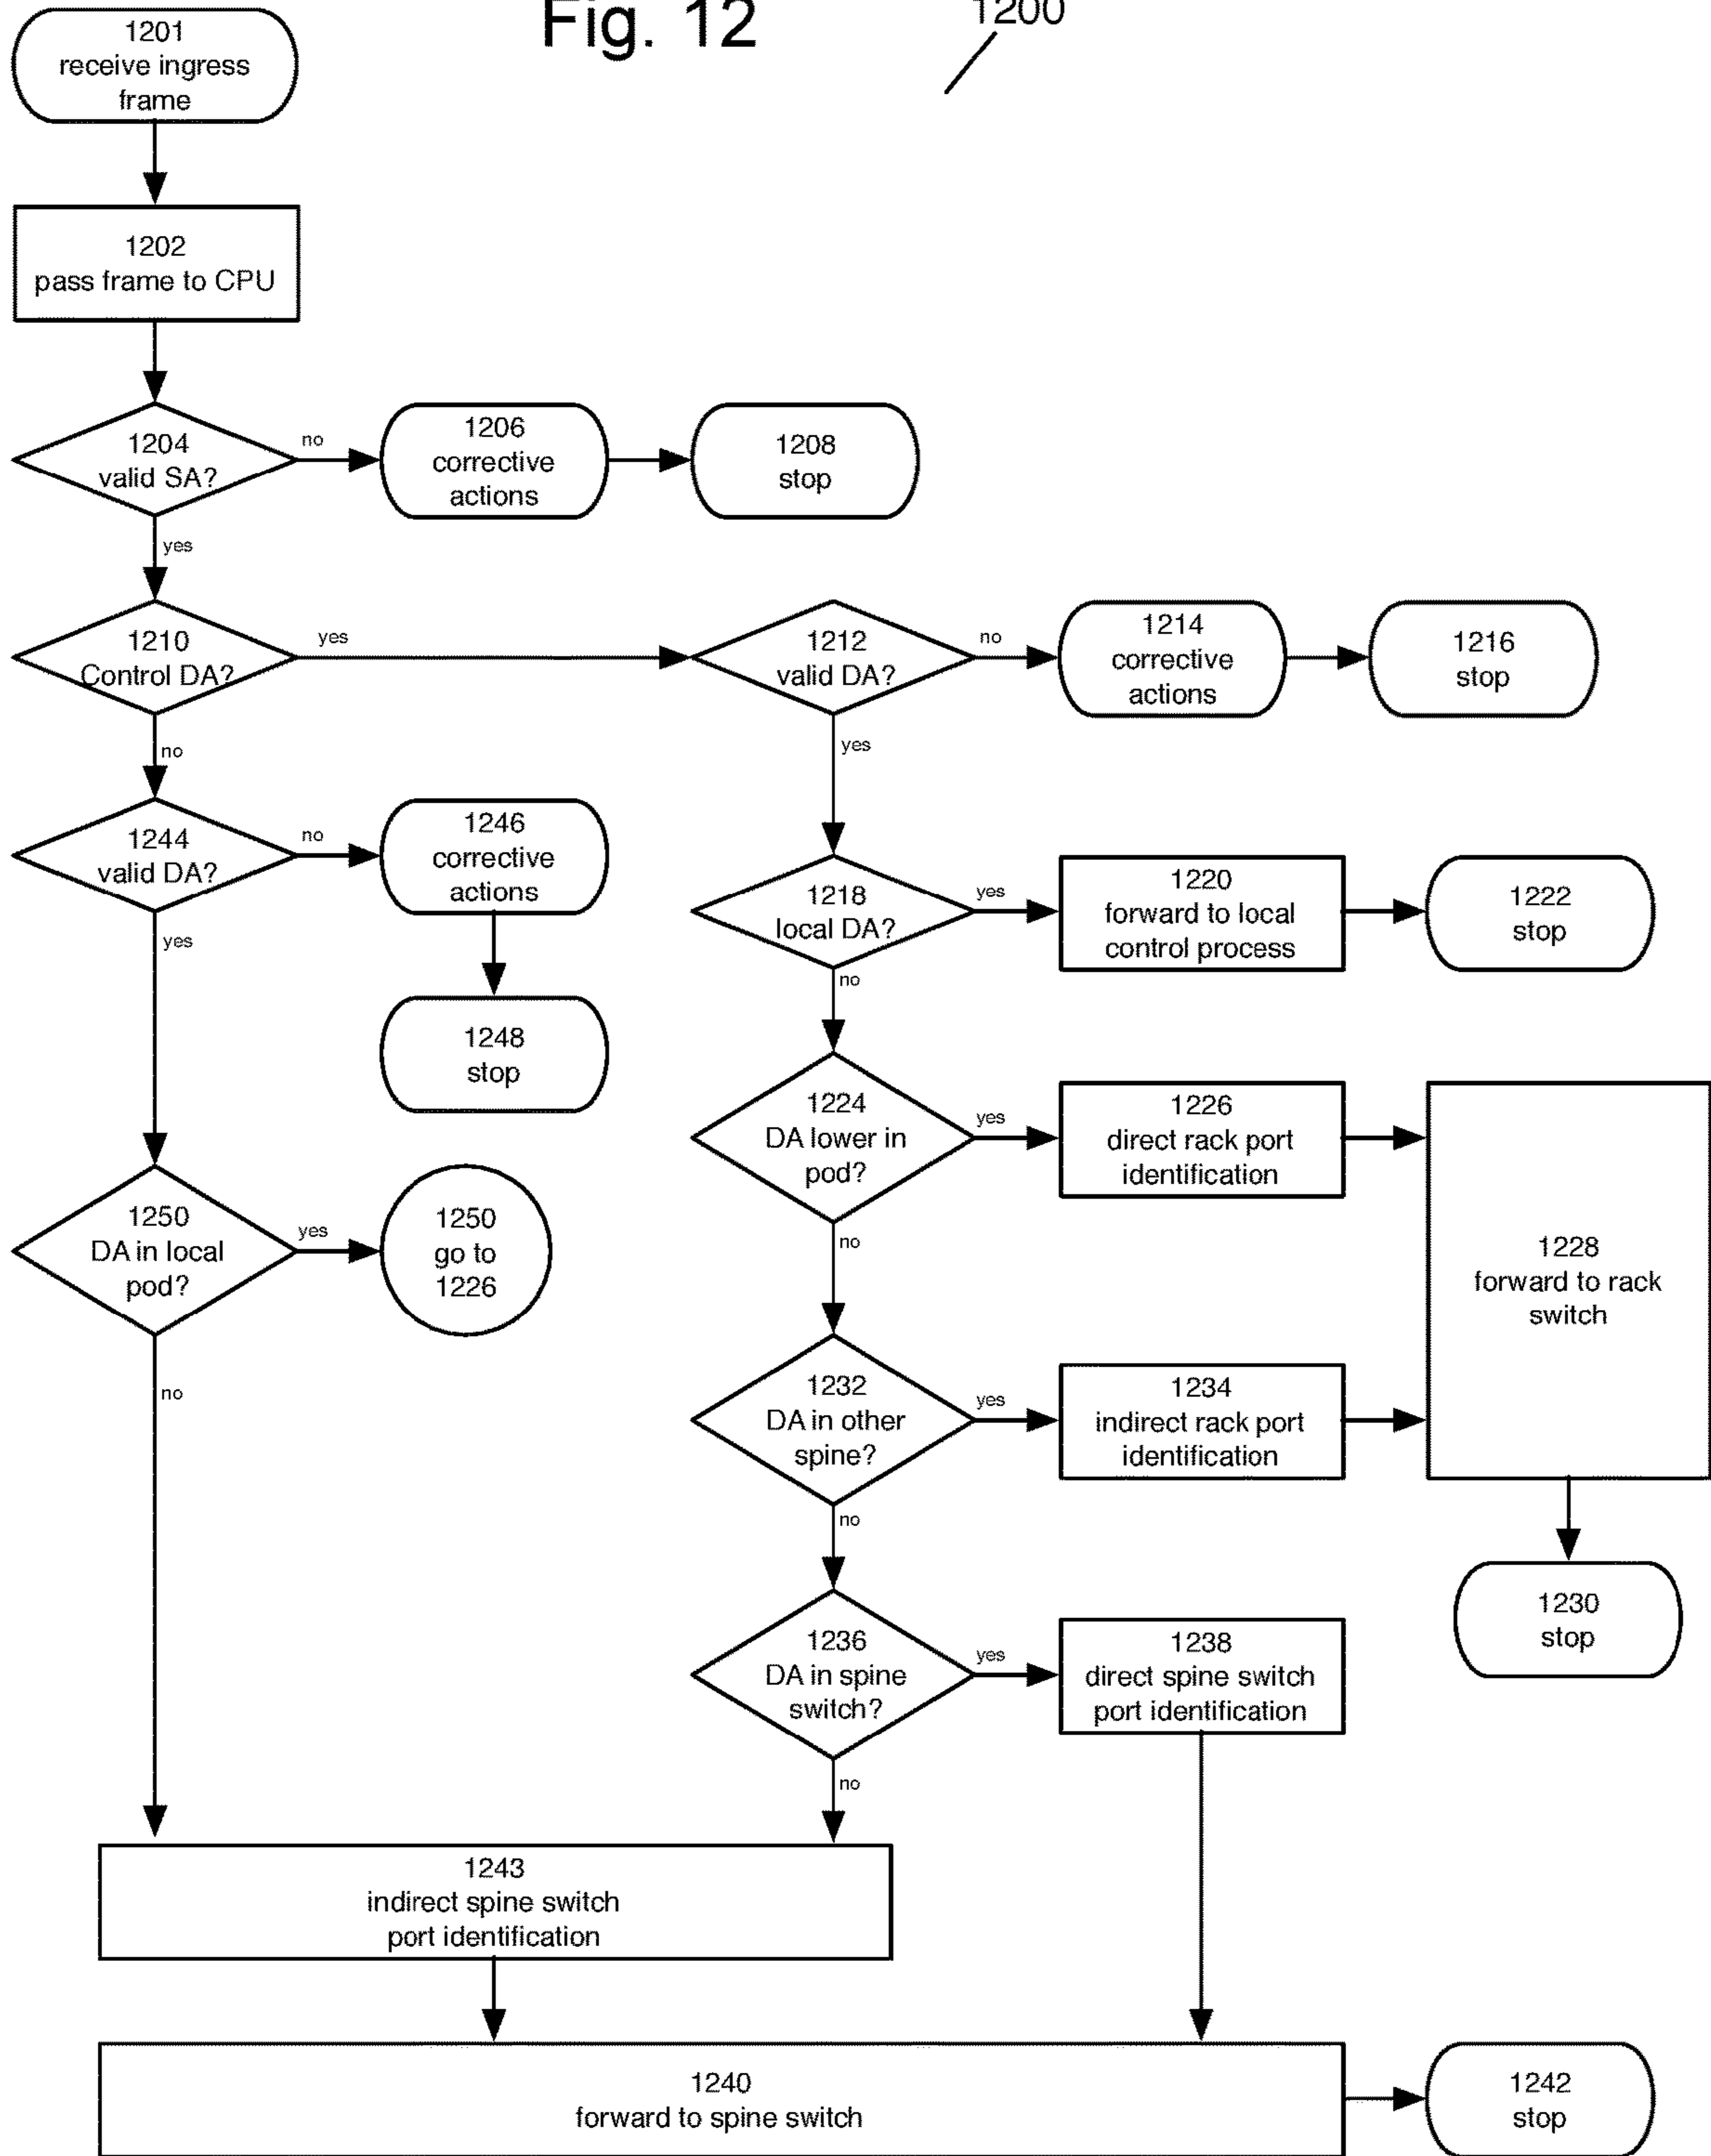 Fig. 12
1200
1201
receive ingress
frame
1202
pass frame to CPU
1204
valid SA?
no
1206
corrective
actions
1208
stop
yes
1210
Control DA?
yes
1212
valid DA?
no
1214
corrective
actions
1216
stop
no
yes
1244
valid DA?
no
1246
corrective
actions
1218
local DA?
yes
1220
forward to local
control process
1222
stop
yes
no
1248
stop
1224
DA lower in
pod?
yes
1226
direct rack port
identification
1228
forward to rack
switch
1250
DA in local
pod?
yes
1250
go to
1226
no
no
1232
DA in other
spine?
yes
1234
indirect rack port
identification
no
1230
stop
1236
DA in spine
switch?
yes
1238
direct spine switch
port identification
no
1243
indirect spine switch
port identification
1240
forward to spine switch
1242
stop